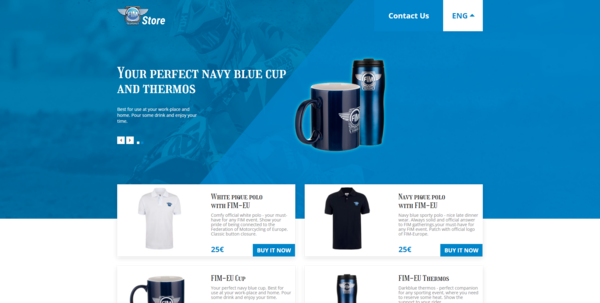 Store
Contact Us
ENG
Your perfect navy blue cup
and thermos
Best for use at your work place and
home. Pour some drink and enjoy your
time.
FIM
FIM
White pique polo
with FIM-EU
Comfy official white polo - your must
have for any FIM event. Show your
pride of being connected to the
Federation of Motorcycling of Europe.
Classic button closure.
25€
BUY IT NOW
Navy pique polo
with FIM-EU
Navy blue sporty polo - nice late dinner
wear. Always solid and official answer
to FIM gatherings your must have for
any FIM event. Patch with official logo
of FIM-Europe.
25€
BUY IT NOW
FIM-EU Cup
Your perfect navy blue cup. Best for
use at your work place and home. Pour
some drink and enjoy your time.
FIM-EU Thermos
Darkblue thermos - perfect companion
for any sporting event, where you need
to receive some heat. Show the